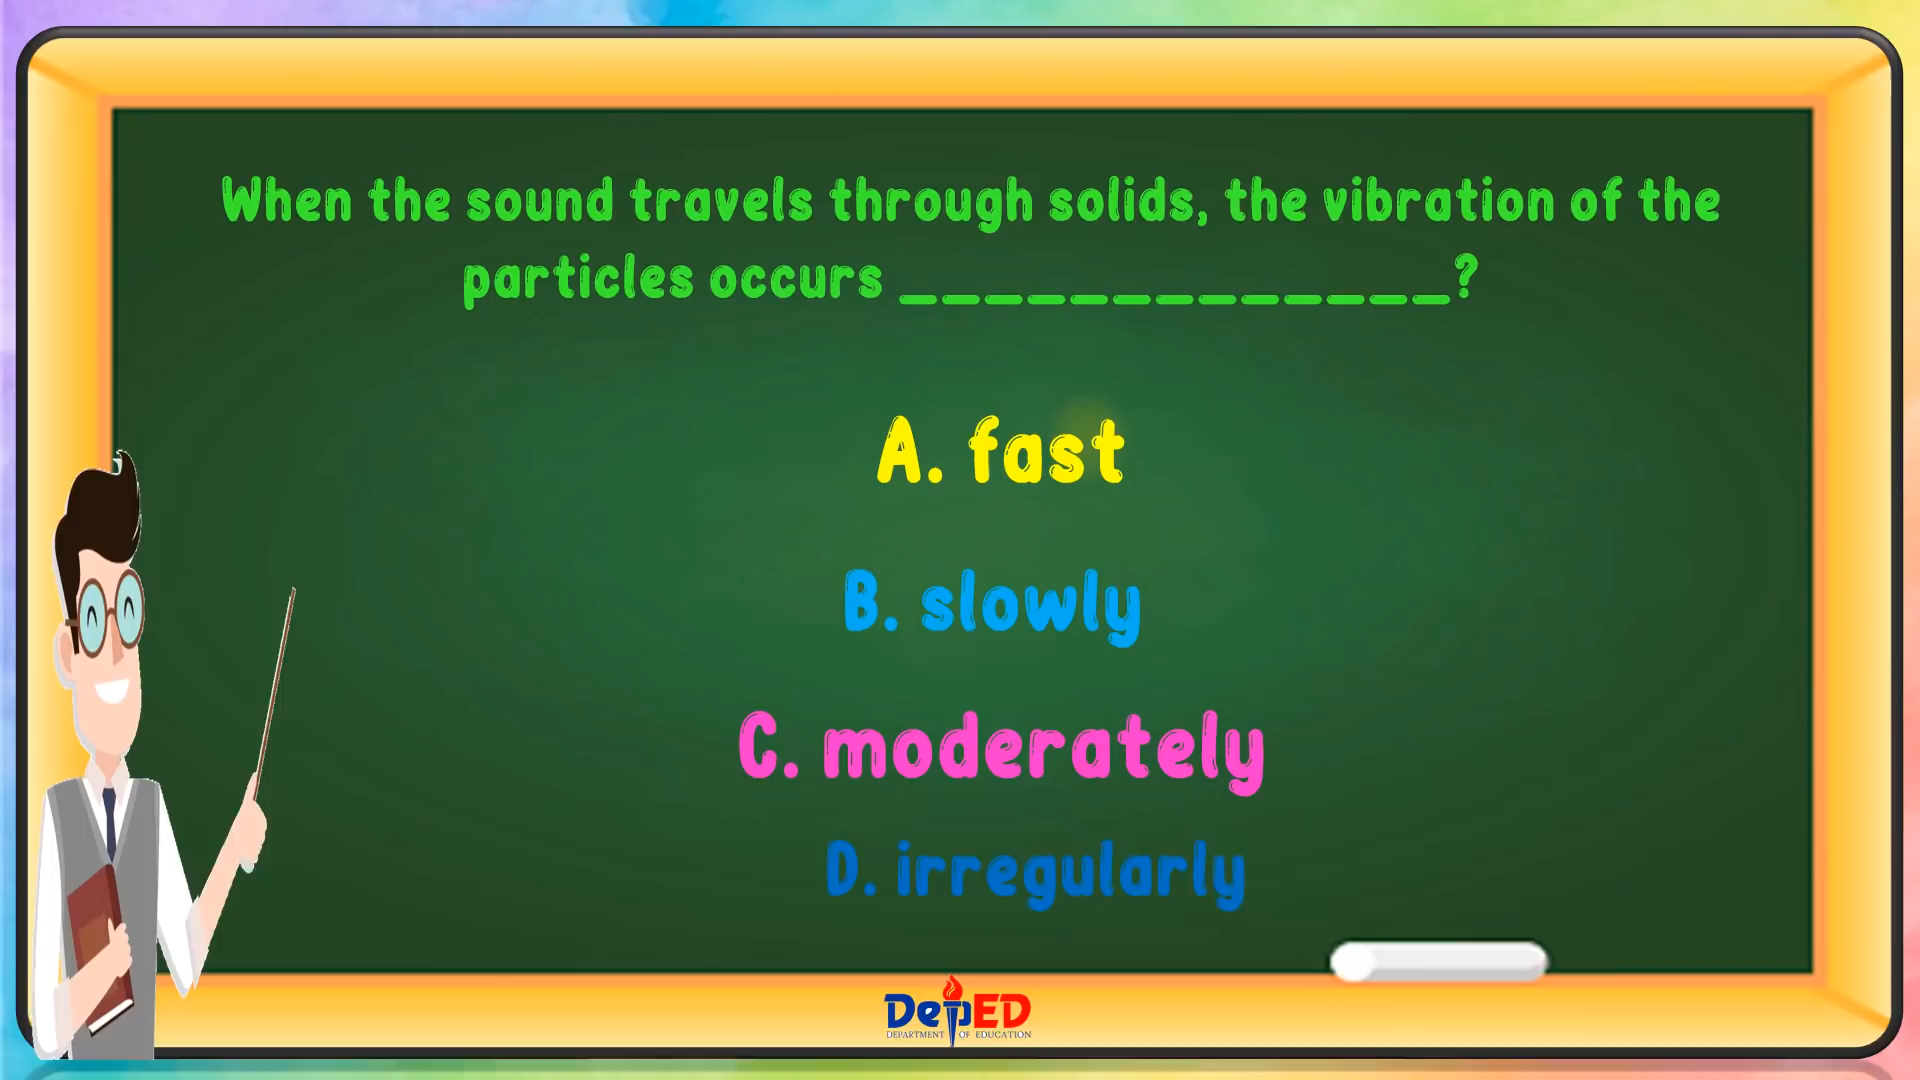 When the sound travels through solids, the vibration of the
particles occurs _____________?
A. fast
B. slowly
C. moderately
D. irregularly
DepED
DEPARTMENT OF EDUCATION